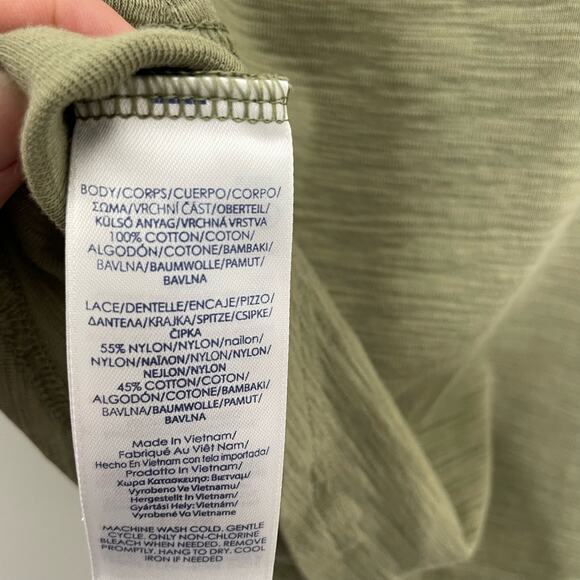 BODY/CORPS/CUERPO/CORPO/
ΣΩΜΑ/VRCHNÍ ČÁST/OBERTEIL/
KÜLSŐ ANYAG/VRCHNÁ VRSTVA
100% COTTON/COTON/
ALGODÓN/COTONE/BAMBAKI/
BAVLNA/BAUMWOLLE/PAMUT/
BAVLNA
LACE/DENTELLE/ENCAJE/PIZZO/
ΔΑΝΤΕΛΑ/KRAJKA/SPITZE/CSIPKE/
ČIPKA
55% NYLON/NYLON/nailon/
NYLON/ΝΑΪΛΟΝ/NYLON/NYLON/
NEJLON/NYLON
45% COTTON/COTON/
ALGODÓN/COTONE/BAMBAKI/
BAVLNA/BAUMWOLLE/PAMUT/
BAVLNA
Made In Vietnam/
Fabriqué Au Viêt Nam/
Hecho En Vietnam con tela importada/
Prodotto In Vietnam/
Χωρα Κατασκευησ: Βιετναμ/
Vyrobeno Ve Vietnamu/
Hergestellt In Vietnam/
Gyártási Hely: Vietnám/
Vyrobené Vo Vietname
MACHINE WASH COLD. GENTLE
CYCLE. ONLY NON-CHLORINE
BLEACH WHEN NEEDED. REMOVE
PROMPTLY. HANG TO DRY. COOL
IRON IF NEEDED